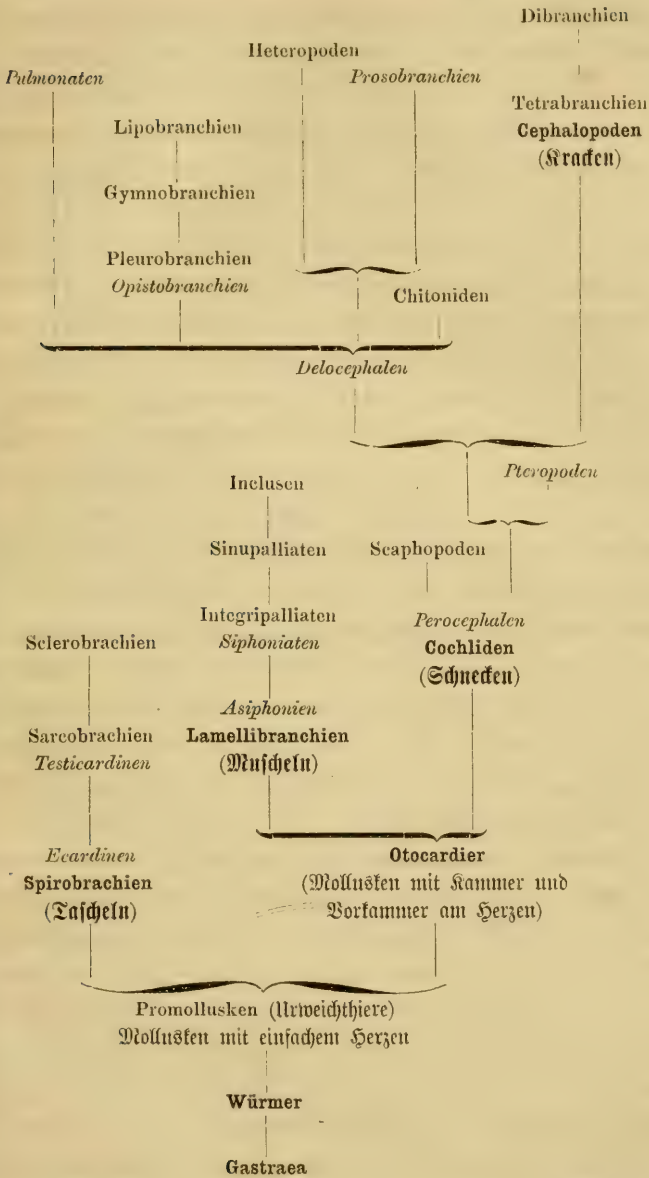 Dibranchien
Heteropoden
Pulmonaten
Prosobranchien
Tetrabranchien
Cephalopoden
(Kracken)
Lipobranchien
Gymnobranchien
Pleurobranchien
Opistobranchien
Chitoniden
Delocephalen
Pteropoden
Inclusen
Sinupalliaten
Scaphopoden
Integripalliaten
Siphoniaten
Perocephalen
Cochliden
(Schnecken)
Sclerobrachien
Asiphonien
Lamellibranchien
(Muscheln)
Sarcobrachien
Testicardinen
Ecardinen
Spirobrachien
(Tascheln)
Otocardier
(Mollusken mit Kammer und
Vorkammer am Herzen)
Promollusken (Urweichthiere)
Mollusken mit einfachem Herzen
Würmer
Gastraea